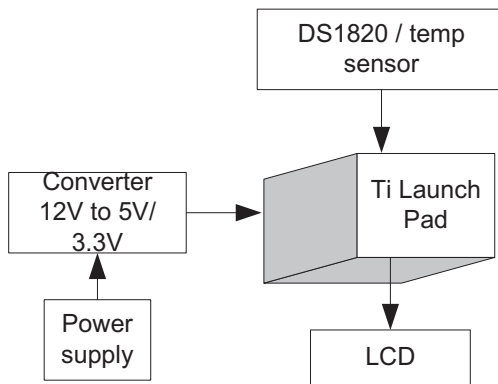 DS1820 / temp
sensor
Converter
12V to 5V/
3.3V
Ti Launch
Pad
Power
supply
LCD